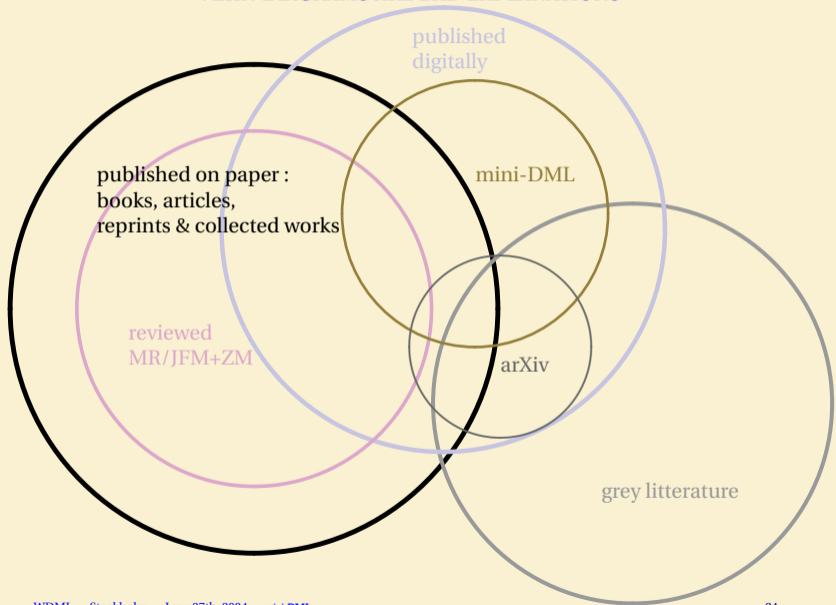 published
digitally
mini-DML
published on paper :
books, articles,
reprints & collected works
reviewed
MR/JFM+ZM
arXiv
grey litterature